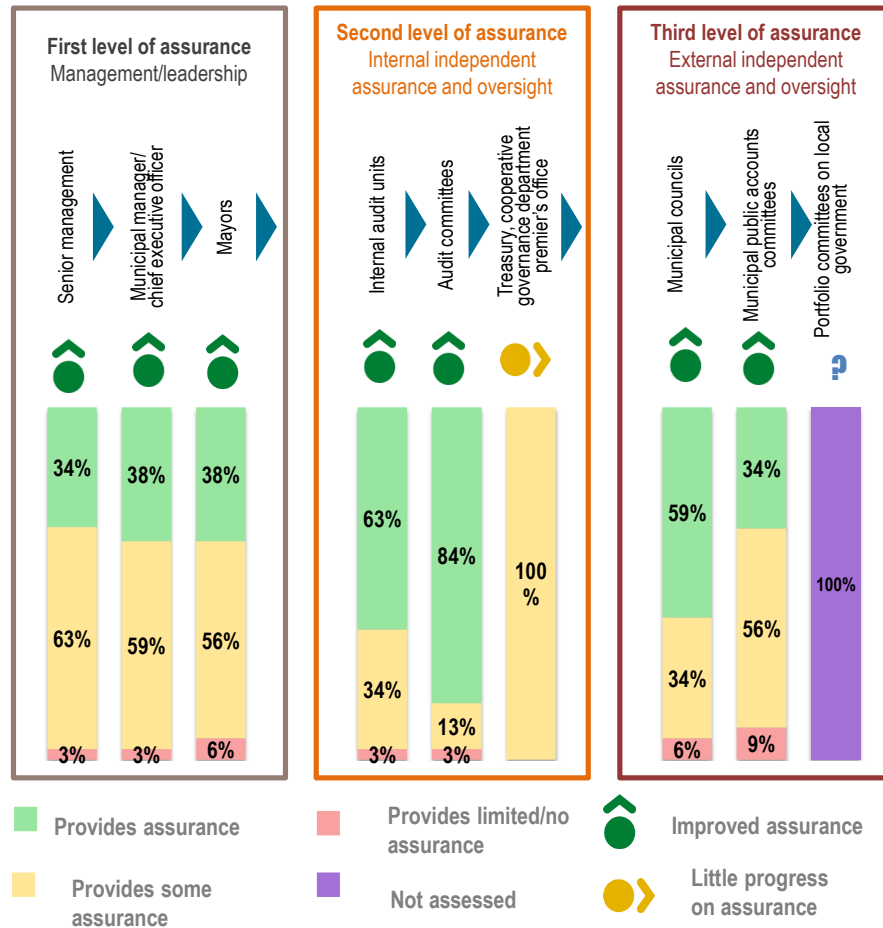 First level of assurance
Management/leadership
Senior management
Municipal manager/
chief executive officer
Mayors
34%
63%
3%
38%
59%
3%
38%
56%
6%
Second level of assurance
Internal independent
assurance and oversight
Internal audit units
Audit committees
Treasury, cooperative
governance department
premier's office
63%
34%
3%
84%
13%
3%
100
%
Third level of assurance
External independent
assurance and oversight
Municipal councils
Municipal public accounts
committees
Portfolio committees on local
government
?
59%
34%
6%
34%
56%
9%
100%
Provides assurance
Provides some
assurance
Provides limited/no
assurance
Not assessed
Improved assurance
Little progress
on assurance